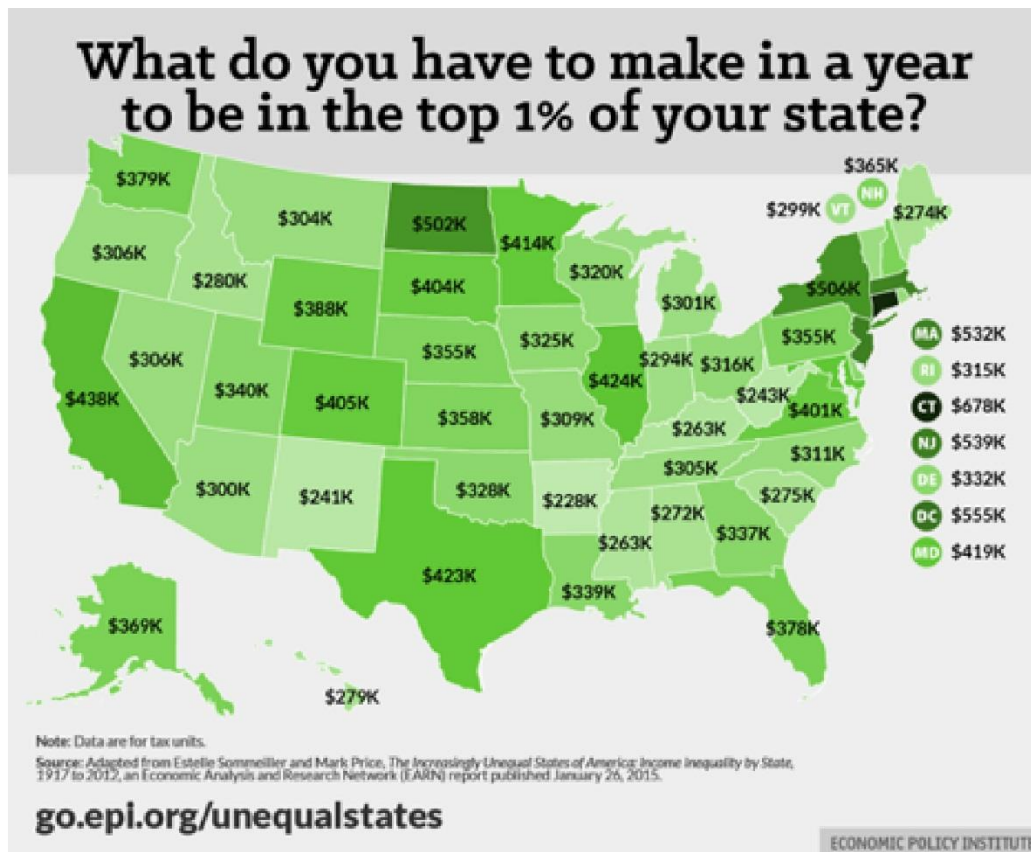 What do you have to make in a year
to be in the top 1% of your state?
$365K
NH
$299K VT
$274K
$379K
$304K
$502K
$414K
$306K
$280K
$404K
$320K
$388K
$301K
$506K
$306K
$355K
$325K
$294K
$316K
$355K
MA $532K
$438K
$340K
$405K
$358K
$424K
$309K
$243K
$401K
RI $315K
$263K
CT $678K
$311K
NJ $539K
$300K
$241K
$328K
$305K
$275K
DE $332K
$228K
$272K
$337K
DC $555K
$263K
MD $419K
$423K
$339K
$369K
$378K
$279K
Note: Data are for tax units.
Source: Adapted from Estelle Sommeiller and Mark Price, The Increasingly Unequal States of America: Income Inequality by State,
1917 to 2012, an Economic Analysis and Research Network (EARN) report published January 26, 2015.
go.epi.org/unequalstates
ECONOMIC POLICY INSTITUTE